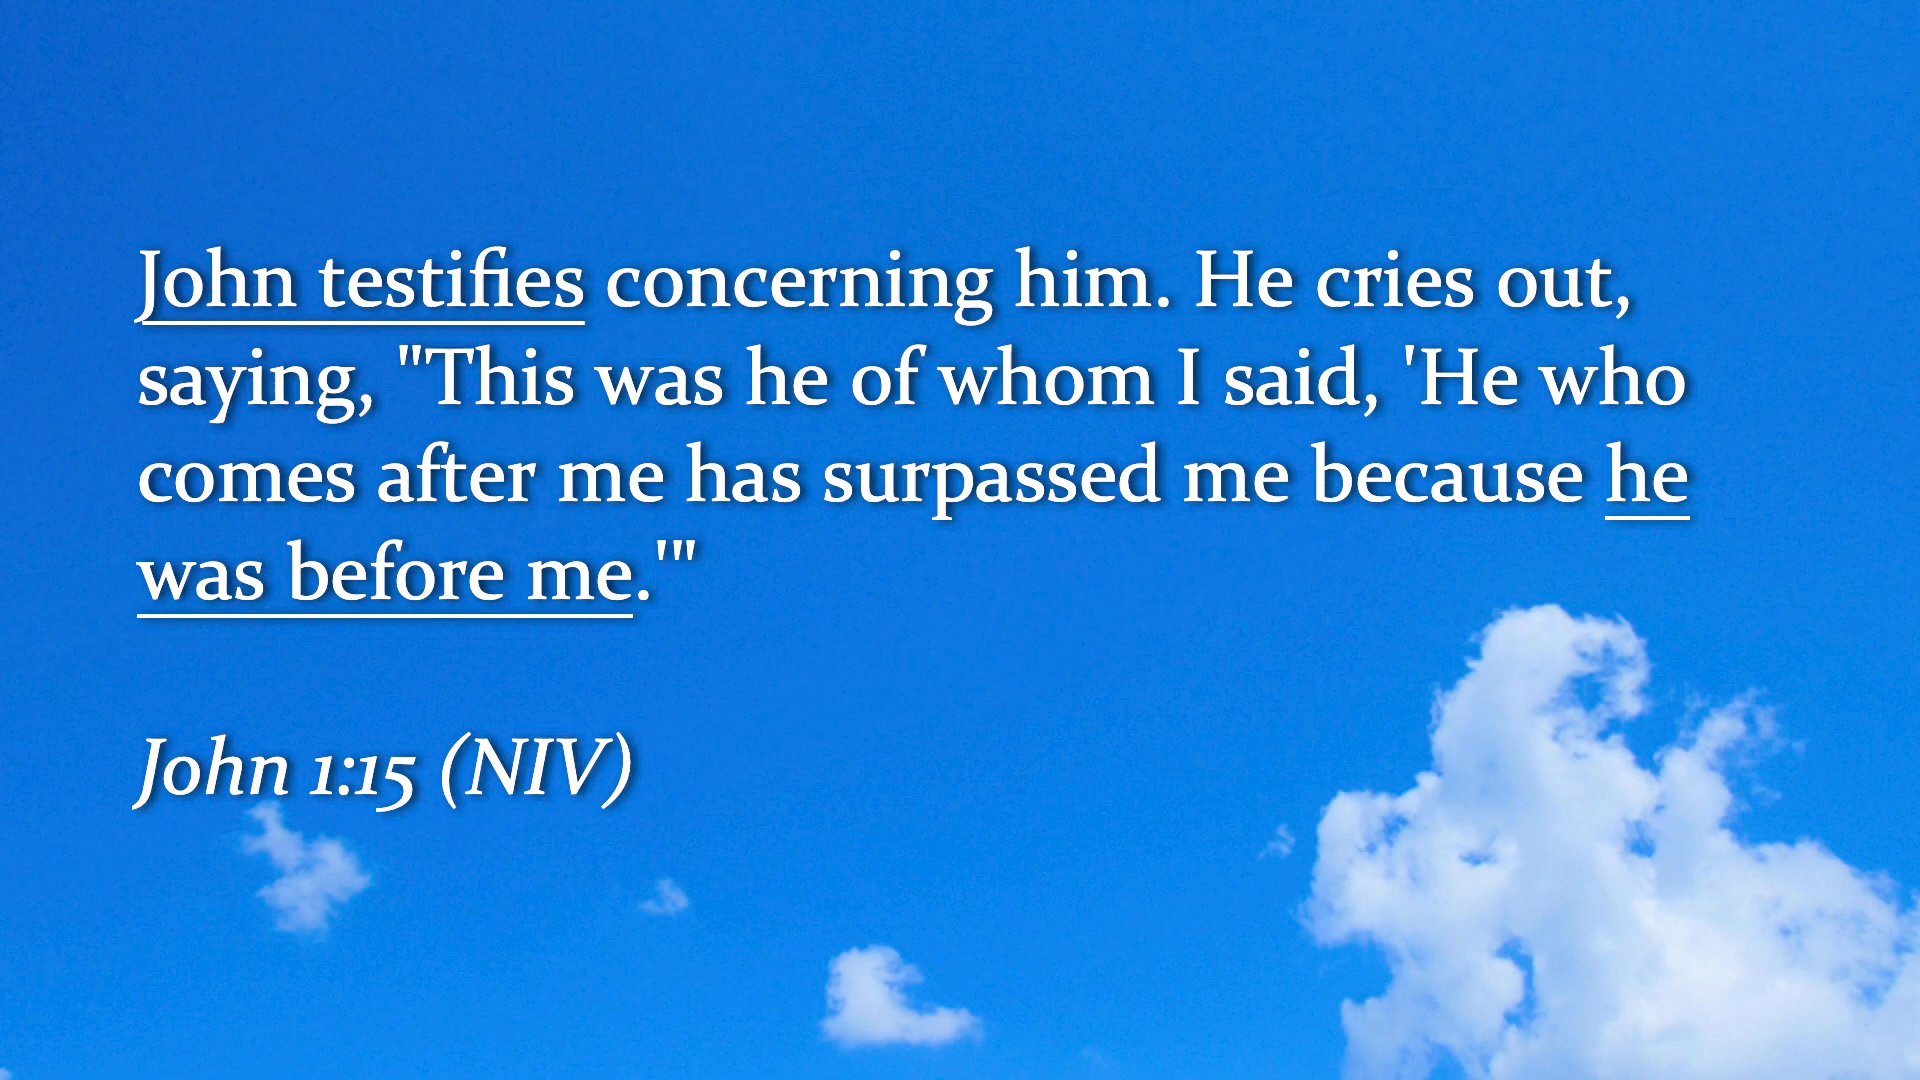 John testifies concerning him. He cries out,
saying, "This was he of whom I said, 'He who
comes after me has surpassed me because he
was before me.'"
John 1:15 (NIV)